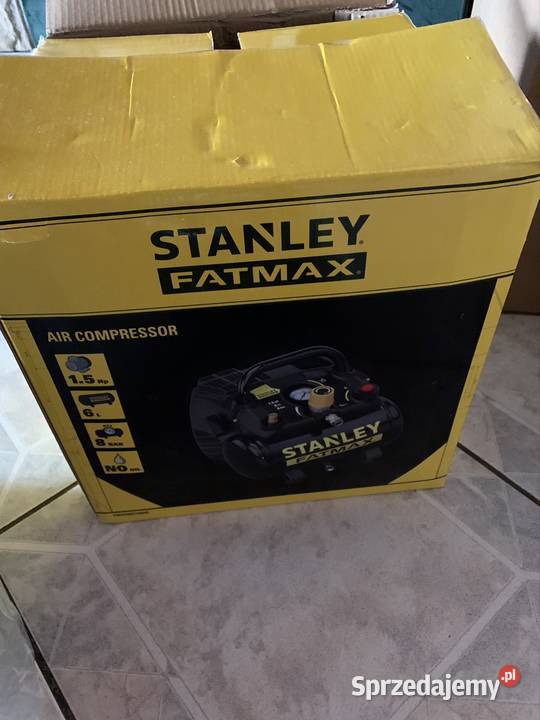 STANLEY
FATMAX
AIR COMPRESSOR
1.5 Hp
6 L
8 BAR
NO OIL
STANLEY
FATMAX
Sprzedajemy.pl